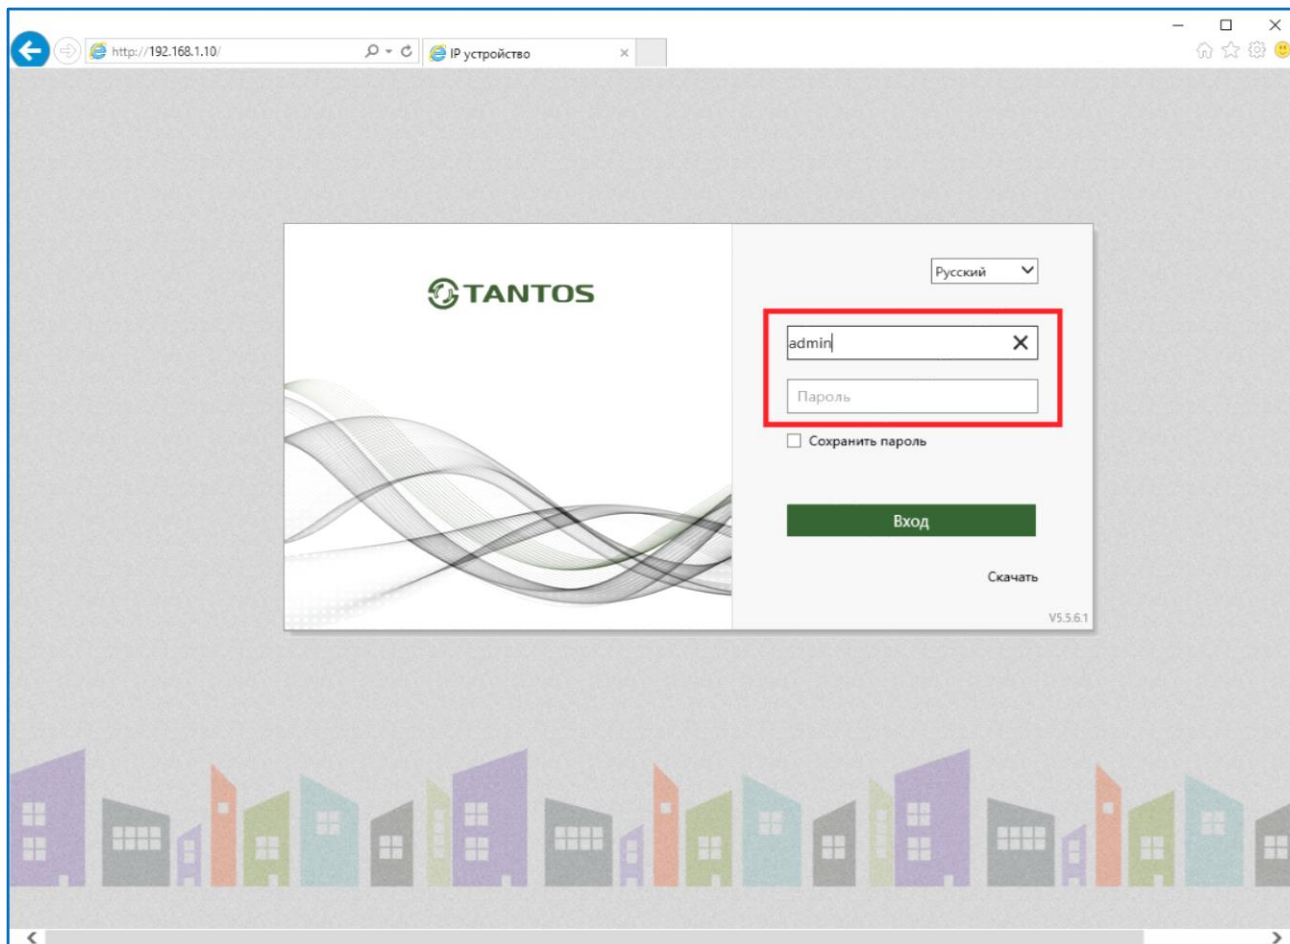 http://192.168.1.10/
IP устройство
TANTOS
Русский
admin
Пароль
Сохранить пароль
Вход
Скачать
V5.5.6.1